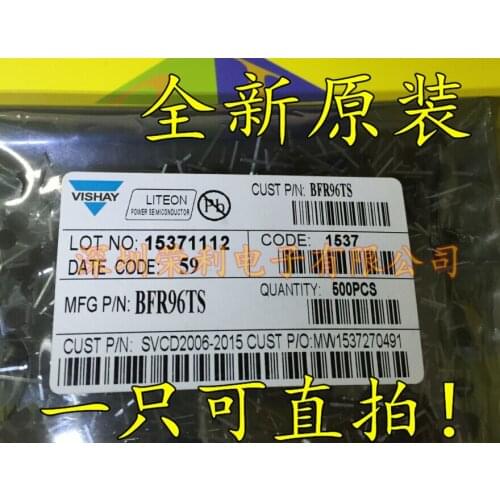 全新原装
VISHAY
LITEON
POWER SEMICONDUCTOR
Pb
CUST P/N: BFR96TS
LOT NO: 15371112
CODE: 1537
深圳荣利电子有限公司
DATE CODE: 59
MFG P/N: BFR96TS
QUANTITY: 500PCS
CUST P/N: SVCD2006-2015 CUST P/O:MW1537270491
一只可直拍!